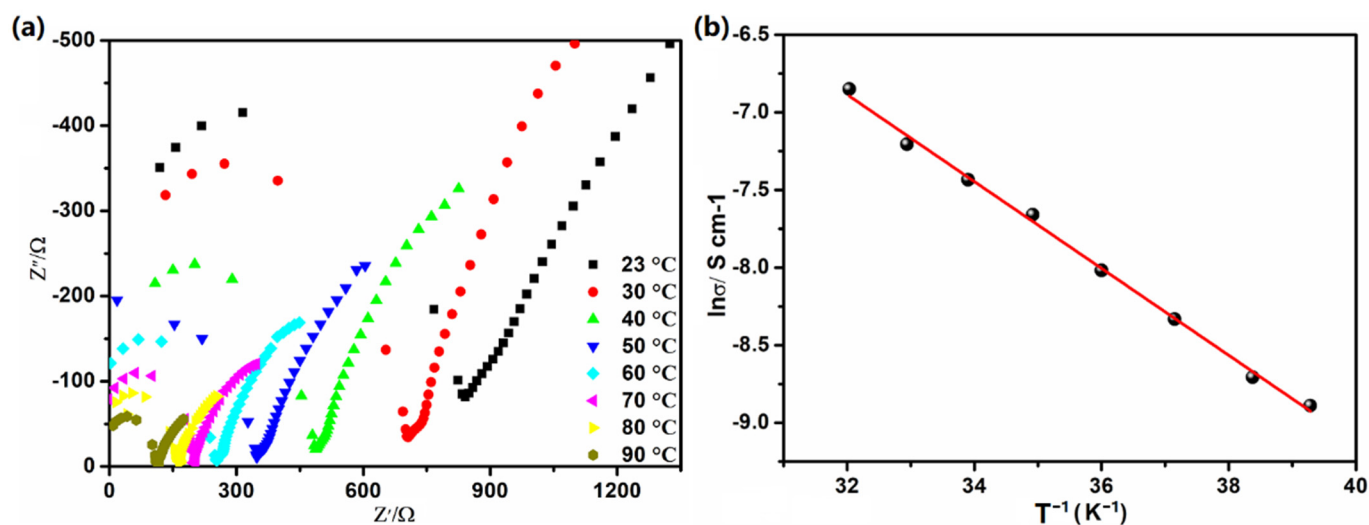 (a)
-500
-400
-300
-200
-100
0
Z''/Ω
0 300 600 900 1200
Z'/Ω
23 °C
30 °C
40 °C
50 °C
60 °C
70 °C
80 °C
90 °C
(b)
-6.5
-7.0
-7.5
-8.0
-8.5
-9.0
lnσ/ S cm-1
32 34 36 38 40
T⁻¹ (K⁻¹)